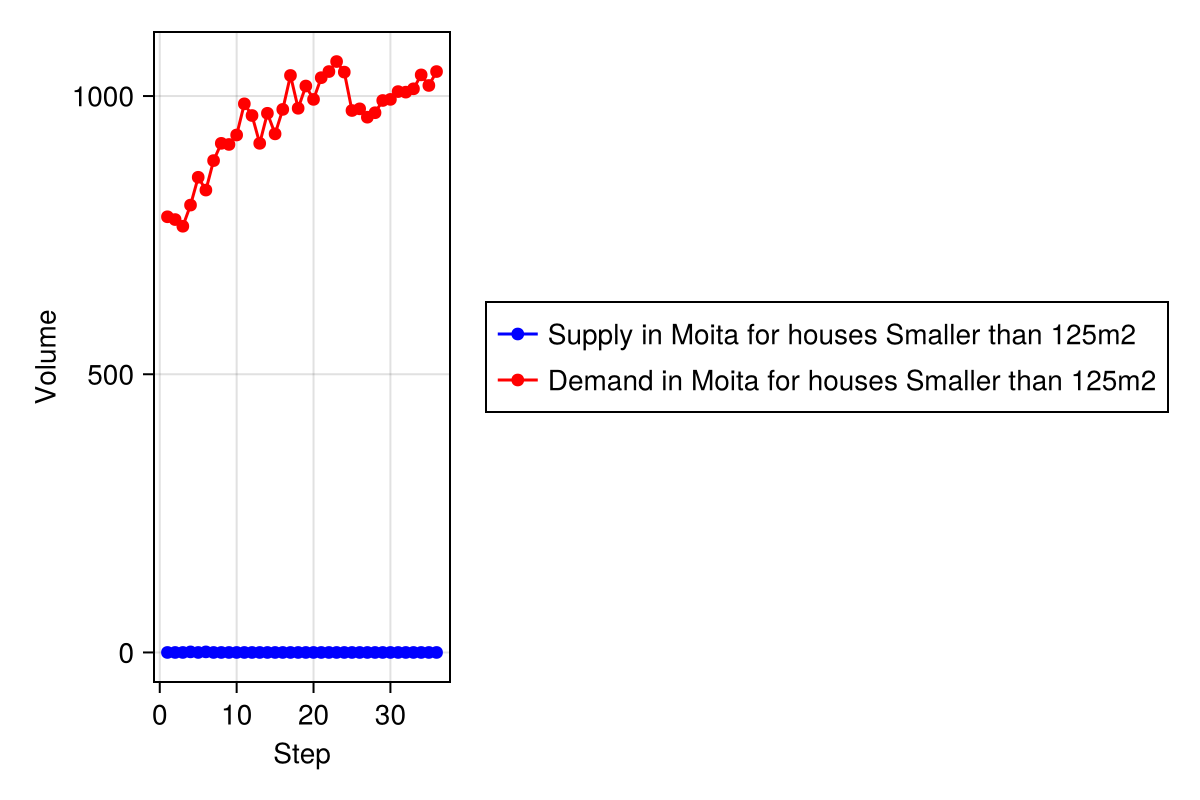 1000
500
0
Volume
0 10 20 30
Step
Supply in Moita for houses Smaller than 125m2
Demand in Moita for houses Smaller than 125m2